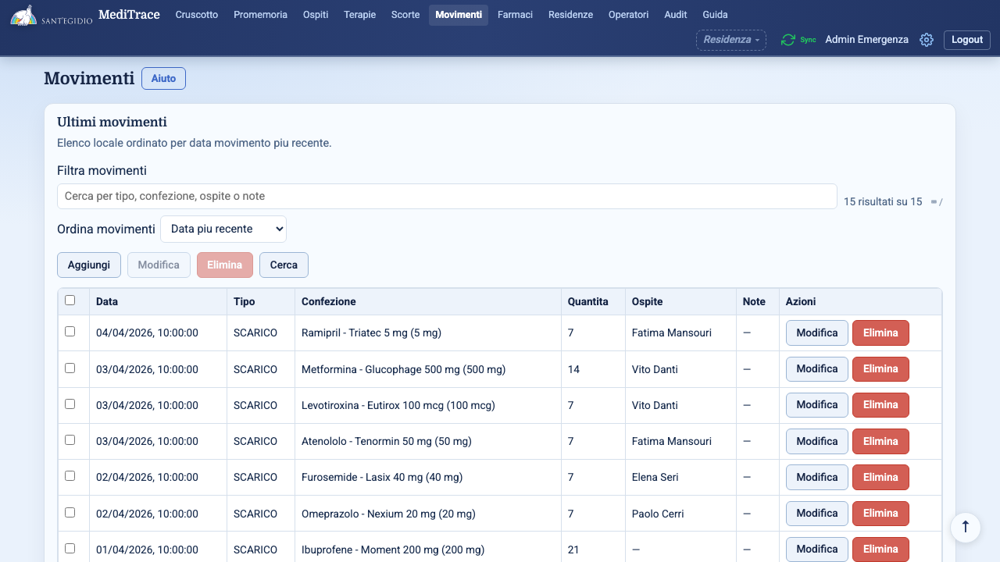 SANTEGIDIO MediTrace Cruscotto Promemoria Ospiti Terapie Scorte Movimenti Farmaci Residenze Operatori Audit Guida
Residenza Sync Admin Emergenza Logout
Movimenti Aiuto
Ultimi movimenti
Elenco locale ordinato per data movimento piu recente.
Filtra movimenti
Cerca per tipo, confezione, ospite o note 15 risultati su 15 = /
Ordina movimenti Data piu recente
Aggiungi Modifica Elimina Cerca
Data Tipo Confezione Quantita Ospite Note Azioni
04/04/2026, 10:00:00 SCARICO Ramipril - Triatec 5 mg (5 mg) 7 Fatima Mansouri — Modifica Elimina
03/04/2026, 10:00:00 SCARICO Metformina - Glucophage 500 mg (500 mg) 14 Vito Danti — Modifica Elimina
03/04/2026, 10:00:00 SCARICO Levotiroxina - Eutirox 100 mcg (100 mcg) 7 Vito Danti — Modifica Elimina
03/04/2026, 10:00:00 SCARICO Atenololo - Tenormin 50 mg (50 mg) 7 Fatima Mansouri — Modifica Elimina
02/04/2026, 10:00:00 SCARICO Furosemide - Lasix 40 mg (40 mg) 7 Elena Seri — Modifica Elimina
02/04/2026, 10:00:00 SCARICO Omeprazolo - Nexium 20 mg (20 mg) 7 Paolo Cerri — Modifica Elimina
01/04/2026, 10:00:00 SCARICO Ibuprofene - Moment 200 mg (200 mg) 21 — — Modifica Elimina
↑